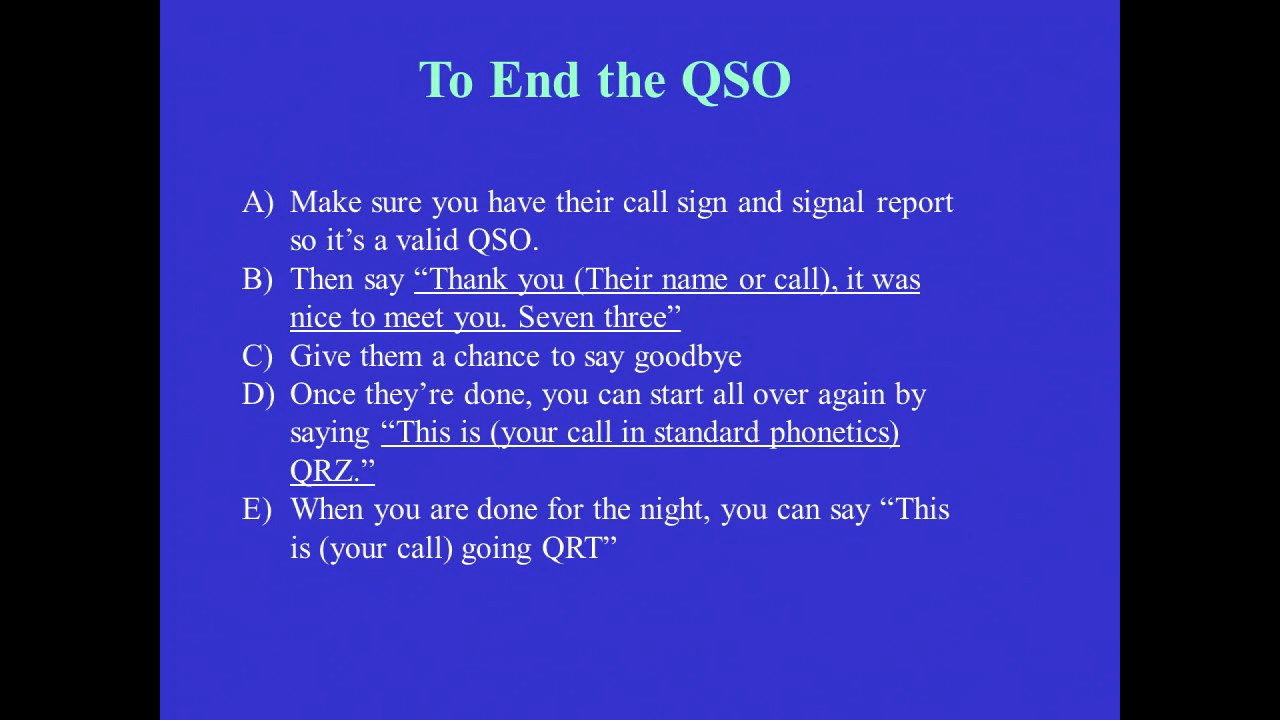 To End the QSO
A) Make sure you have their call sign and signal report
so it’s a valid QSO.
B) Then say “Thank you (Their name or call), it was
nice to meet you. Seven three”
C) Give them a chance to say goodbye
D) Once they’re done, you can start all over again by
saying “This is (your call in standard phonetics)
QRZ.”
E) When you are done for the night, you can say “This
is (your call) going QRT”